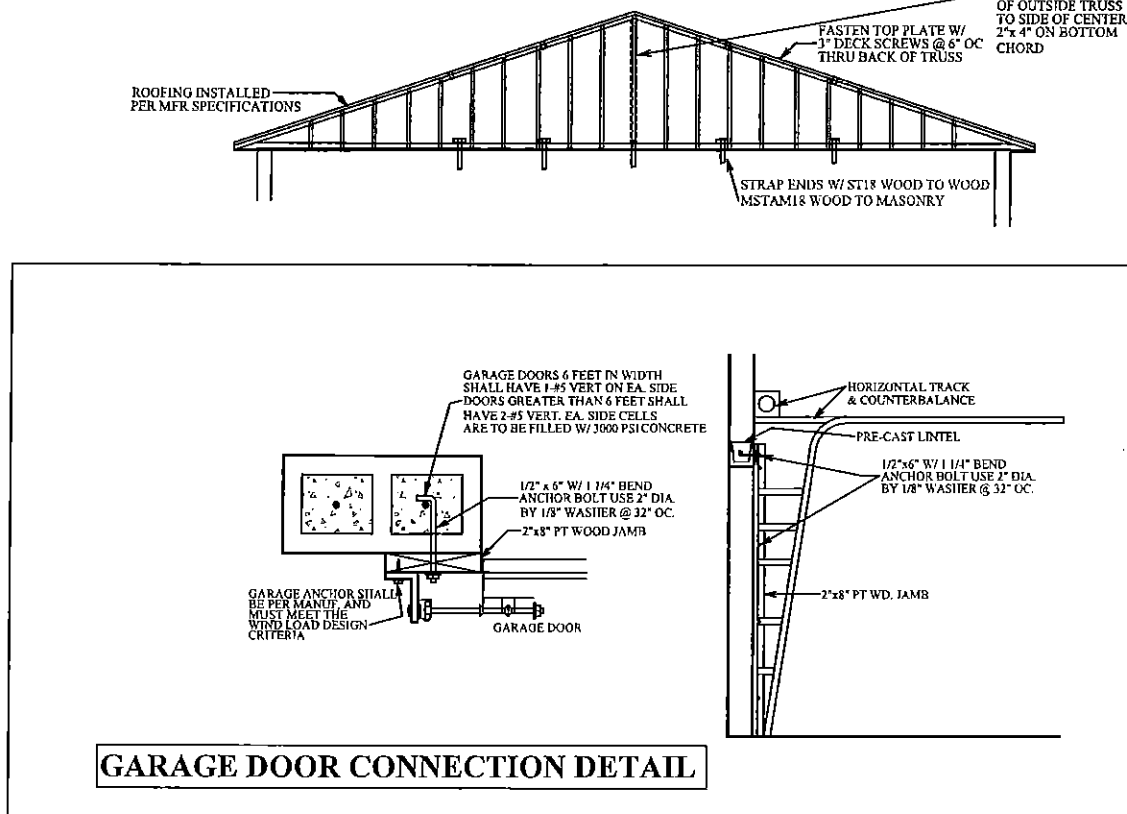 OF OUTSIDE TRUSS
TO SIDE OF CENTER
2"x 4" ON BOTTOM
CHORD
FASTEN TOP PLATE W/
3" DECK SCREWS @ 6" OC
THRU BACK OF TRUSS
ROOFING INSTALLED
PER MFR SPECIFICATIONS
STRAP ENDS W/ ST18 WOOD TO WOOD
MSTAM18 WOOD TO MASONRY
GARAGE DOORS 6 FEET IN WIDTH
SHALL HAVE 1-#5 VERT ON EA. SIDE
DOORS GREATER THAN 6 FEET SHALL
HAVE 2-#5 VERT. EA. SIDE CELLS
ARE TO BE FILLED W/ 3000 PSI CONCRETE
1/2" x 6" W/ 1 1/4" BEND
ANCHOR BOLT USE 2" DIA.
BY 1/8" WASHER @ 32" OC.
2"x8" PT WOOD JAMB
GARAGE ANCHOR SHALL
BE PER MANUF. AND
MUST MEET THE
WIND LOAD DESIGN
CRITERIA
GARAGE DOOR
HORIZONTAL TRACK
& COUNTERBALANCE
PRE-CAST LINTEL
1/2"x6" W/ 1 1/4" BEND
ANCHOR BOLT USE 2" DIA.
BY 1/8" WASHER @ 32" OC.
2"x8" PT WD. JAMB
GARAGE DOOR CONNECTION DETAIL